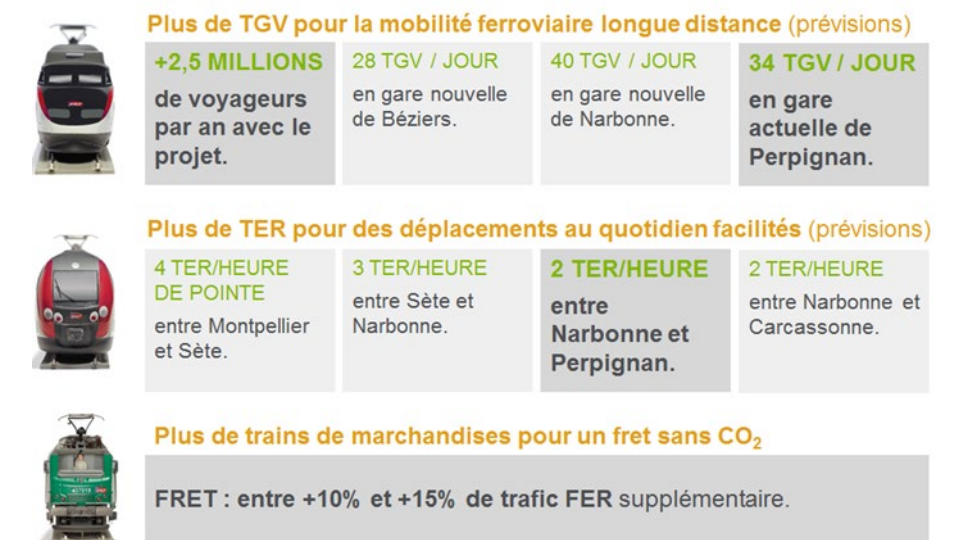 Plus de TGV pour la mobilité ferroviaire longue distance (prévisions)
+2,5 MILLIONS
de voyageurs
par an avec le
projet.
28 TGV / JOUR
en gare nouvelle
de Béziers.
40 TGV / JOUR
en gare nouvelle
de Narbonne.
34 TGV / JOUR
en gare
actuelle de
Perpignan.
Plus de TER pour des déplacements au quotidien facilités (prévisions)
4 TER/HEURE
DE POINTE
entre Montpellier
et Sète.
3 TER/HEURE
entre Sète et
Narbonne.
2 TER/HEURE
entre
Narbonne et
Perpignan.
2 TER/HEURE
entre Narbonne et
Carcassonne.
Plus de trains de marchandises pour un fret sans CO₂
FRET : entre +10% et +15% de trafic FER supplémentaire.